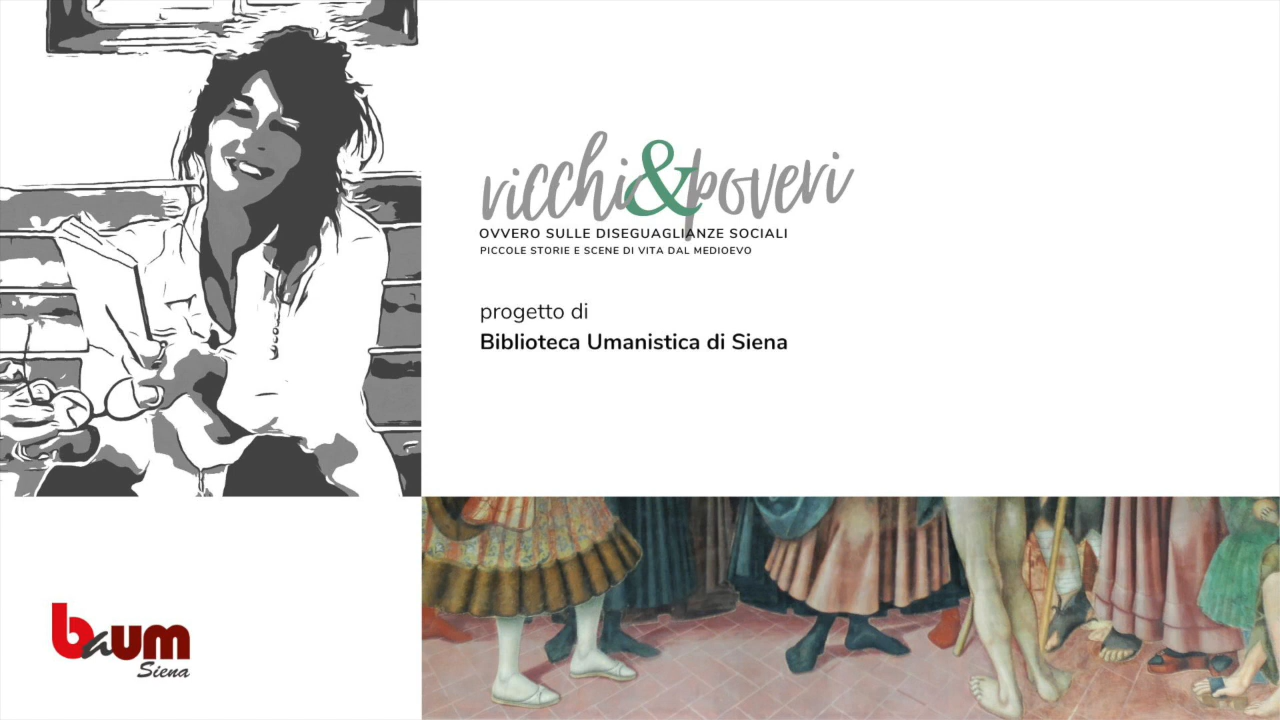 ricchi&poveri
OVVERO SULLE DISEGUAGLIANZE SOCIALI
PICCOLE STORIE E SCENE DI VITA DAL MEDIOEVO
progetto di
Biblioteca Umanistica di Siena
baUM
Siena